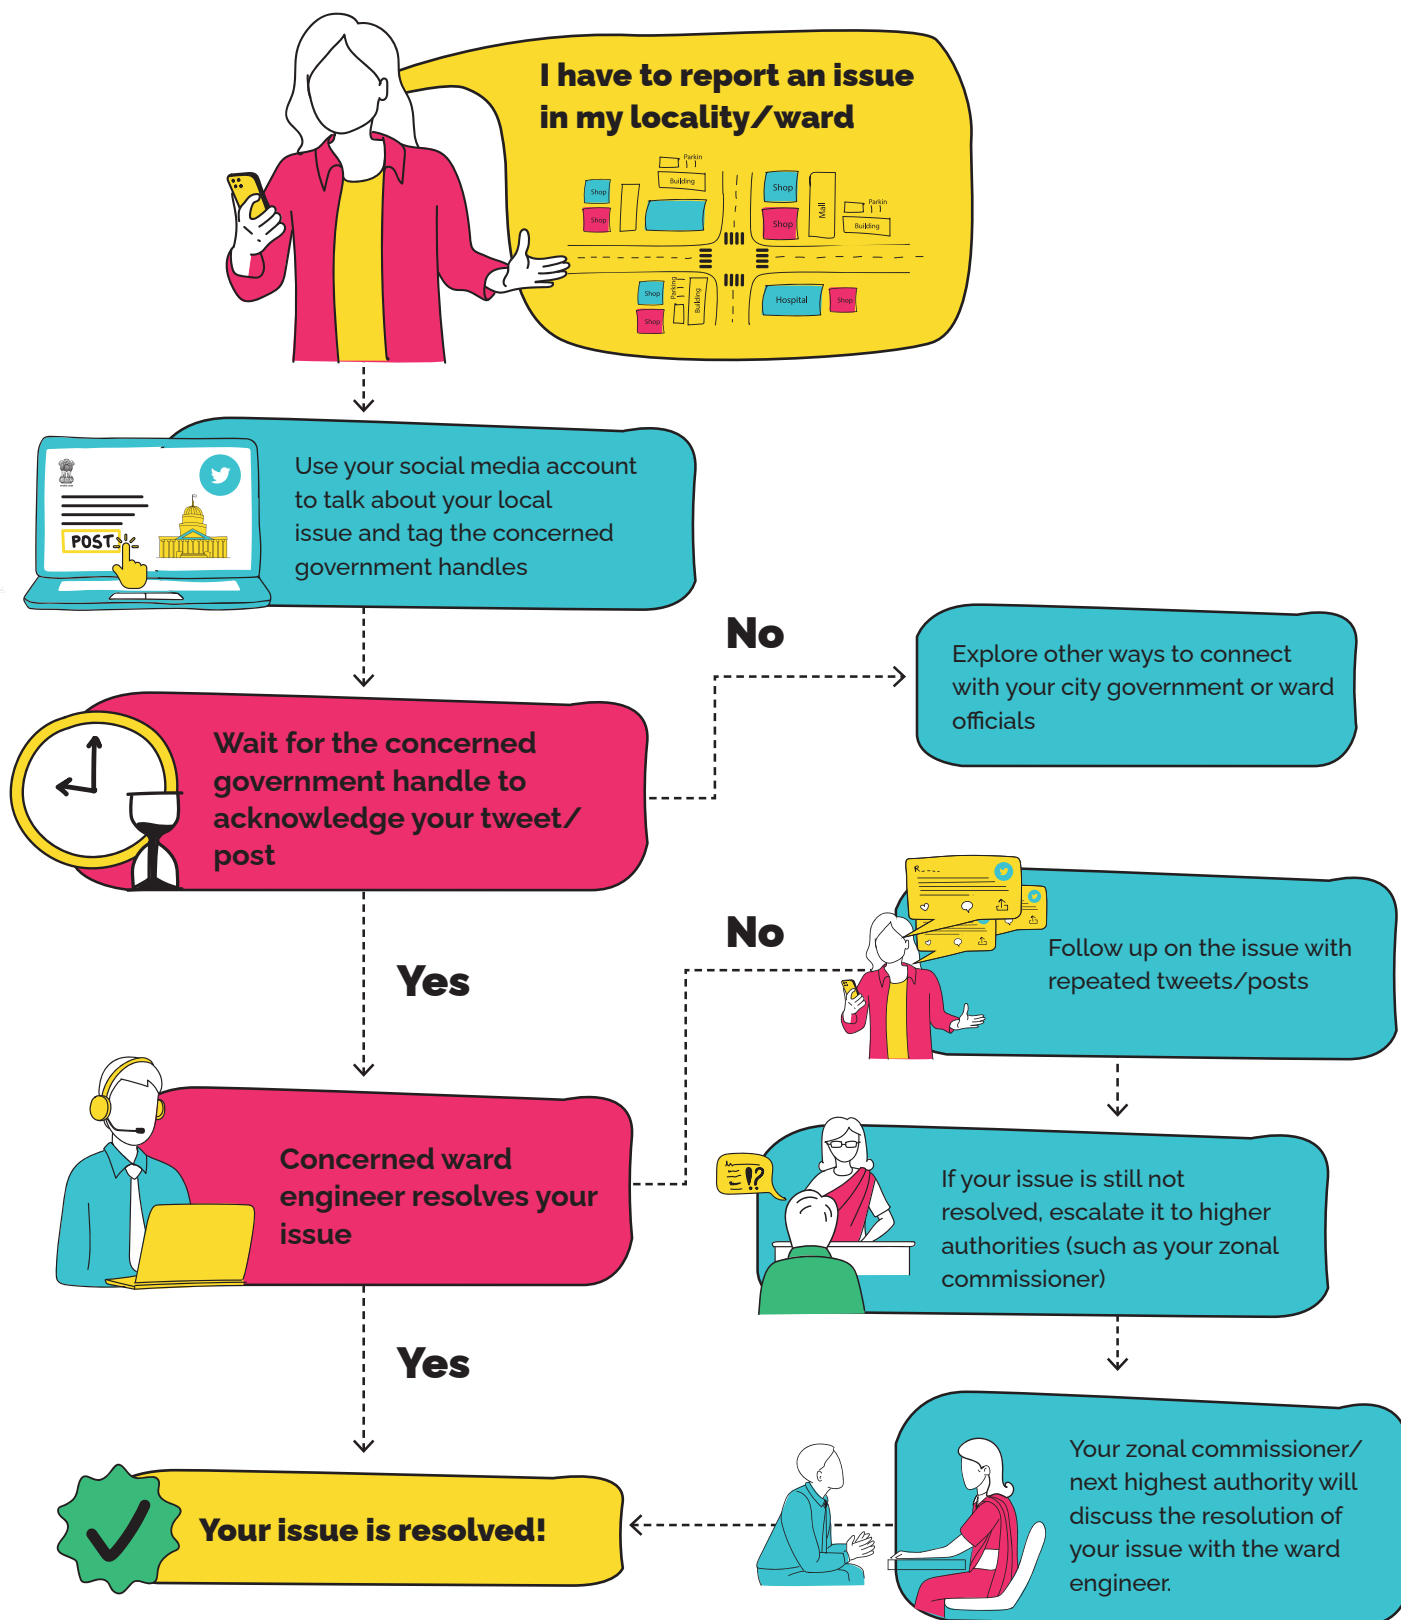 I have to report an issue
in my locality/ward
Parkin
Building
Shop
Shop
Shop
Shop
Mall
Parkin
Building
Shop
Shop
Parking
Building
Hospital
Shop
Use your social media account
to talk about your local
issue and tag the concerned
government handles
POST
No
Explore other ways to connect
with your city government or ward
officials
Wait for the concerned
government handle to
acknowledge your tweet/
post
No
R
Follow up on the issue with
repeated tweets/posts
Yes
Concerned ward
engineer resolves your
issue
!?
If your issue is still not
resolved, escalate it to higher
authorities (such as your zonal
commissioner)
Yes
Your issue is resolved!
Your zonal commissioner/
next highest authority will
discuss the resolution of
your issue with the ward
engineer.